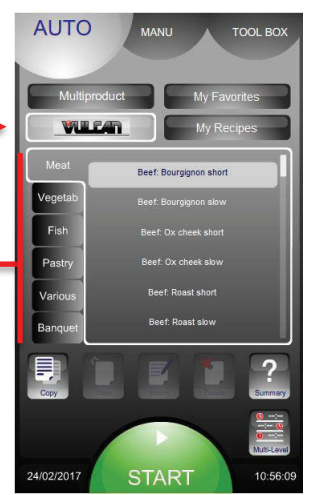 AUTO MANU TOOL BOX
Multiproduct My Favorites
VULCAN My Recipes
Meat
Vegetab
Fish
Pastry
Various
Banquet
Beef: Bourgignon short
Beef: Bourgignon slow
Beef: Ox cheek short
Beef: Ox cheek slow
Beef: Roast short
Beef: Roast slow
Copy
? Summary
Multi-Level
24/02/2017 START 10:56:09